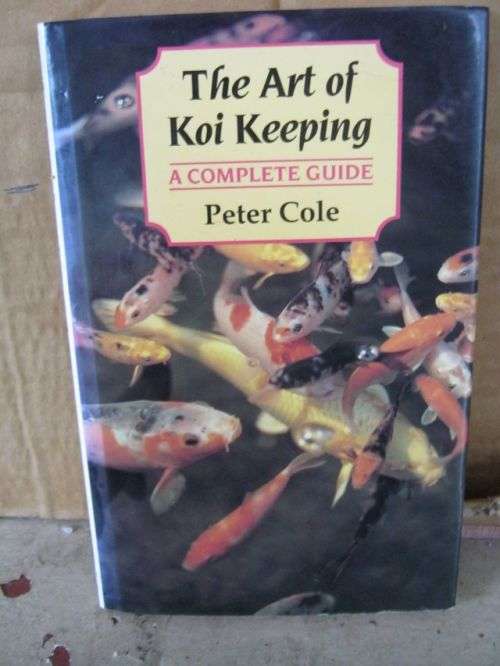 The Art of
Koi Keeping
A COMPLETE GUIDE
Peter Cole